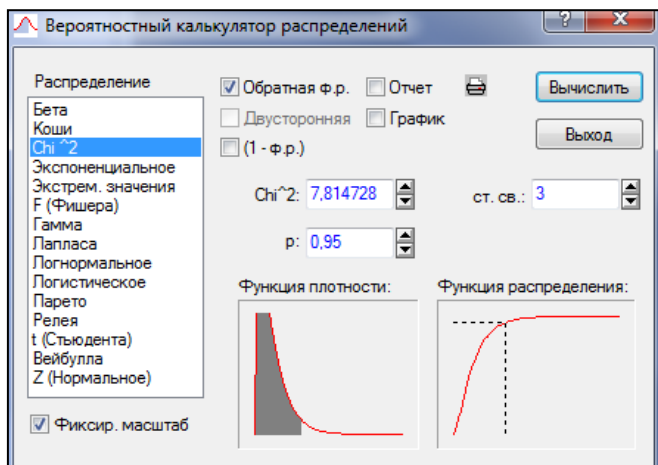 Вероятностный калькулятор распределений
Распределение
Бета
Коши
Chi ^2
Экспоненциальное
Экстрем. значения
F (Фишера)
Гамма
Лапласа
Логнормальное
Логистическое
Парето
Релея
t (Стьюдента)
Вейбулла
Z (Нормальное)
Фиксир. масштаб
Обратная ф.р. Отчет
Двусторонняя График
(1 - ф.р.)
Вычислить
Выход
Chi^2: 7,814728 ст. св.: 3
p: 0,95
Функция плотности: Функция распределения: